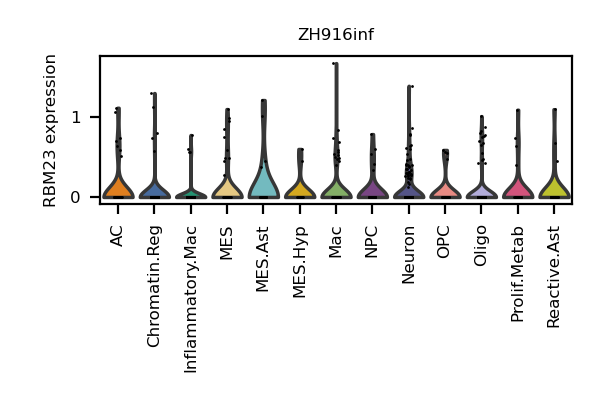 ZH916inf
RBM23 expression
1
0
AC
Chromatin.Reg
Inflammatory.Mac
MES
MES.Ast
MES.Hyp
Mac
NPC
Neuron
OPC
Oligo
Prolif.Metab
Reactive.Ast